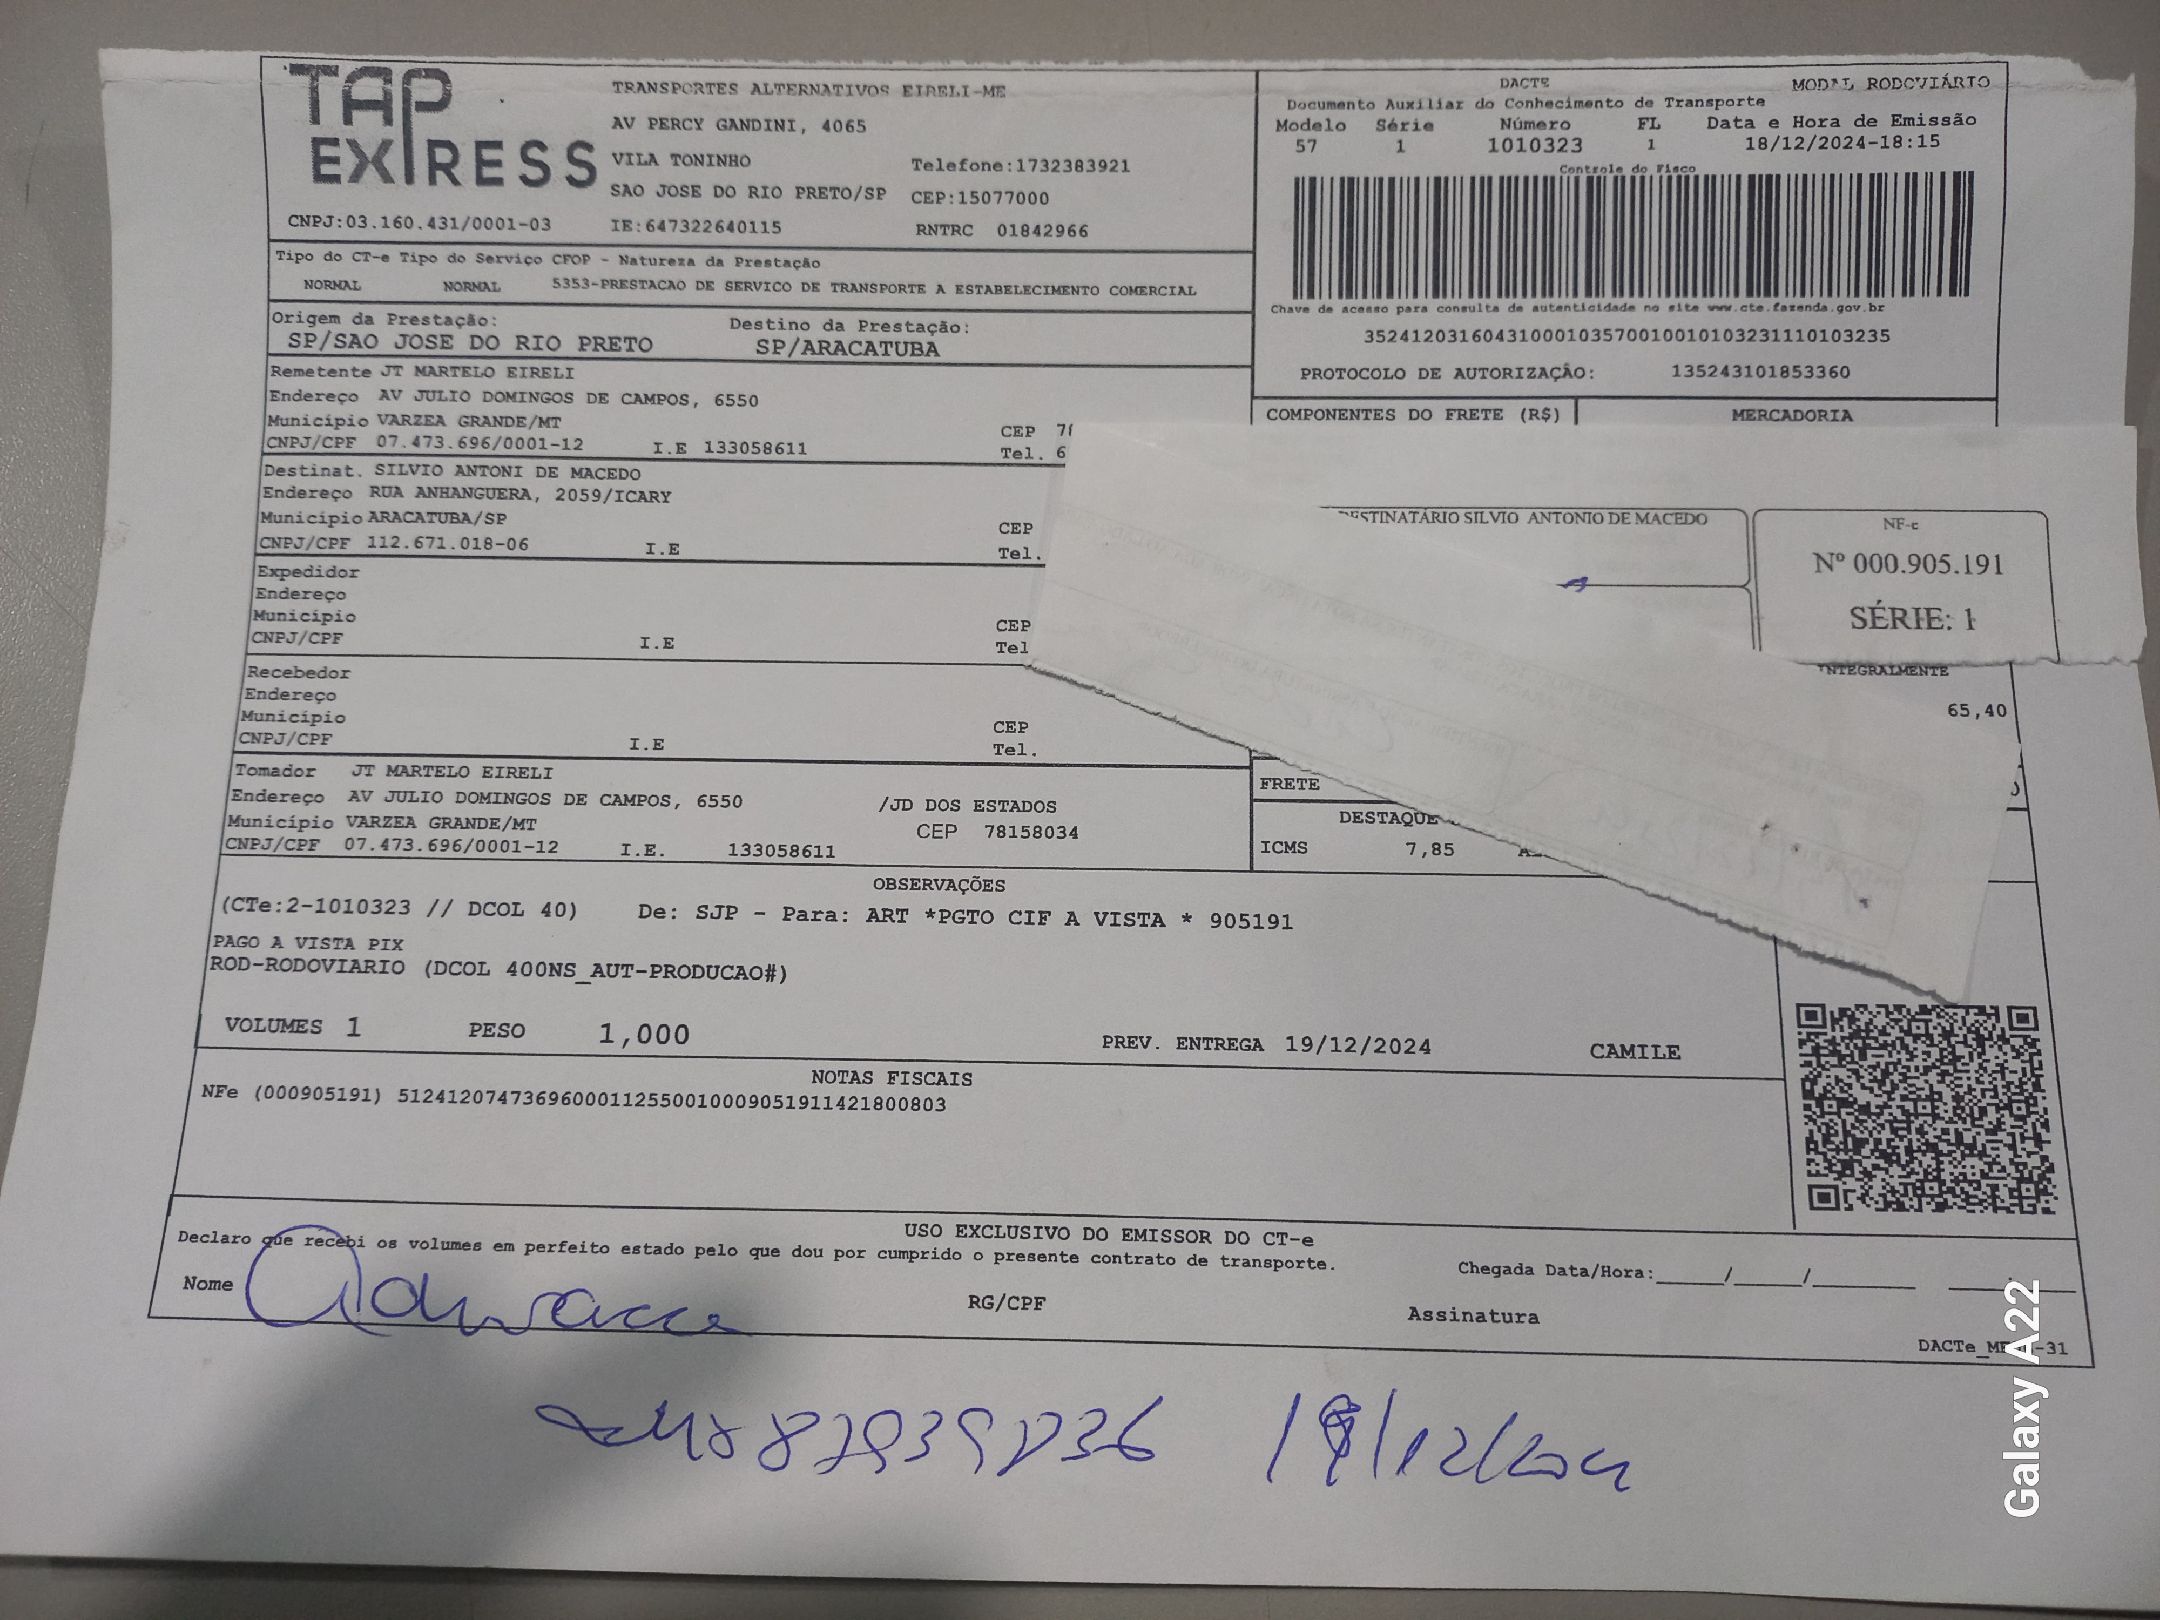 TAP EXPRESS
TRANSPORTES ALTERNATIVOS EIRELI-ME
AV PERCY GANDINI, 4065
VILA TONINHO Telefone:1732383921
SAO JOSE DO RIO PRETO/SP CEP:15077000
CNPJ:03.160.431/0001-03 IE:647322640115 RNTRC 01842966
DACTE MODAL RODOVIÁRIO
Documento Auxiliar do Conhecimento de Transporte
Modelo Série Número FL Data e Hora de Emissão
57 1 1010323 1 18/12/2024-18:15
Controle do Fisco
Chave de acesso para consulta de autenticidade no site www.cte.fazenda.gov.br
35241203160431000103570010010103231110103235
PROTOCOLO DE AUTORIZAÇÃO: 135243101853360
Tipo do CT-e Tipo do Serviço CFOP - Natureza da Prestação
NORMAL NORMAL 5353-PRESTACAO DE SERVICO DE TRANSPORTE A ESTABELECIMENTO COMERCIAL
Origem da Prestação: Destino da Prestação:
SP/SAO JOSE DO RIO PRETO SP/ARACATUBA
COMPONENTES DO FRETE (R$) MERCADORIA
Remetente JT MARTELO EIRELI
Endereço AV JULIO DOMINGOS DE CAMPOS, 6550
Município VARZEA GRANDE/MT CEP
CNPJ/CPF 07.473.696/0001-12 I.E 133058611 Tel. 6
Destinat. SILVIO ANTONI DE MACEDO
Endereço RUA ANHANGUERA, 2059/ICARY
Município ARACATUBA/SP CEP
CNPJ/CPF 112.671.018-06 I.E Tel.
Expedidor
Endereço
Município CEP
CNPJ/CPF I.E Tel
Recebedor
Endereço
Município CEP
CNPJ/CPF I.E Tel.
SILVIO ANTONIO DE MACEDO
NF-e
Nº 000.905.191
SÉRIE: 1
65,40
Tomador JT MARTELO EIRELI
Endereço AV JULIO DOMINGOS DE CAMPOS, 6550 /JD DOS ESTADOS
Município VARZEA GRANDE/MT CEP 78158034
CNPJ/CPF 07.473.696/0001-12 I.E. 133058611
FRETE
DESTAQUE
ICMS 7,85
OBSERVAÇÕES
(CTe:2-1010323 // DCOL 40) De: SJP - Para: ART *PGTO CIF A VISTA * 905191
PAGO A VISTA PIX
ROD-RODOVIARIO (DCOL 400NS_AUT-PRODUCAO#)
VOLUMES 1 PESO 1,000 PREV. ENTREGA 19/12/2024 CAMILE
NOTAS FISCAIS
NFe (000905191) 51241207473696000112550010009051911421800803
USO EXCLUSIVO DO EMISSOR DO CT-e
Declaro que recebi os volumes em perfeito estado pelo que dou por cumprido o presente contrato de transporte.
Chegada Data/Hora:____/____/____
Nome RG/CPF Assinatura
Galaxy A22